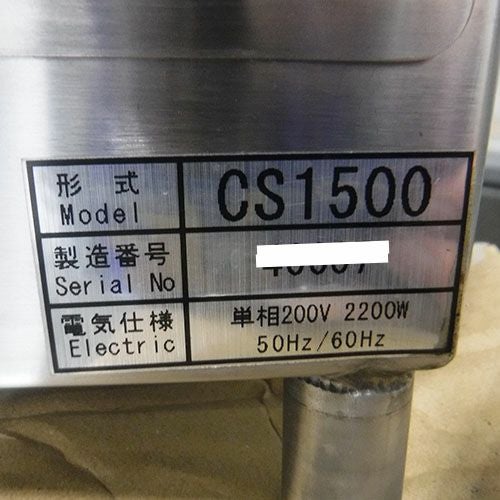 形式
Model
CS1500
製造番号
Serial No
電気仕様
Electric
単相200V 2200W
50Hz/60Hz